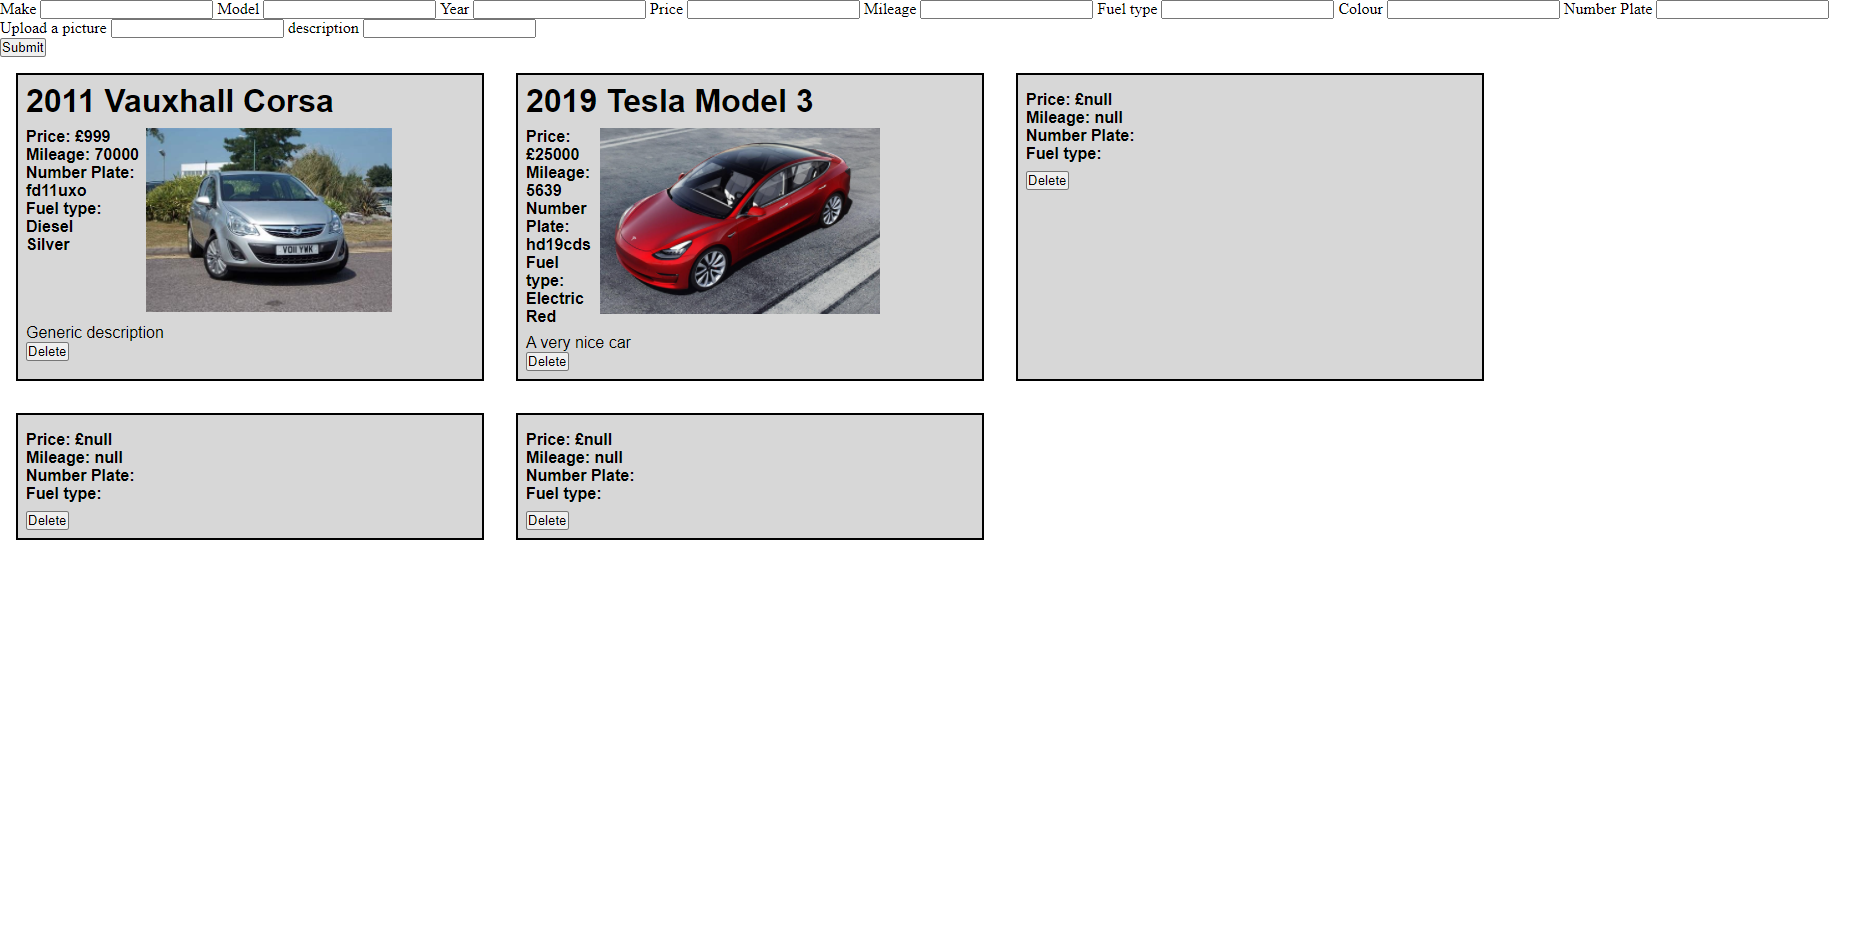 Make Model Year Price Mileage Fuel type Colour Number Plate
Upload a picture description
Submit
2011 Vauxhall Corsa
Price: £999
Mileage: 70000
Number Plate:
fd11uxo
Fuel type:
Diesel
Silver
VO11 YWK
Generic description
Delete
2019 Tesla Model 3
Price:
£25000
Mileage:
5639
Number
Plate:
hd19cds
Fuel
type:
Electric
Red
A very nice car
Delete
Price: £null
Mileage: null
Number Plate:
Fuel type:
Delete
Price: £null
Mileage: null
Number Plate:
Fuel type:
Delete
Price: £null
Mileage: null
Number Plate:
Fuel type:
Delete